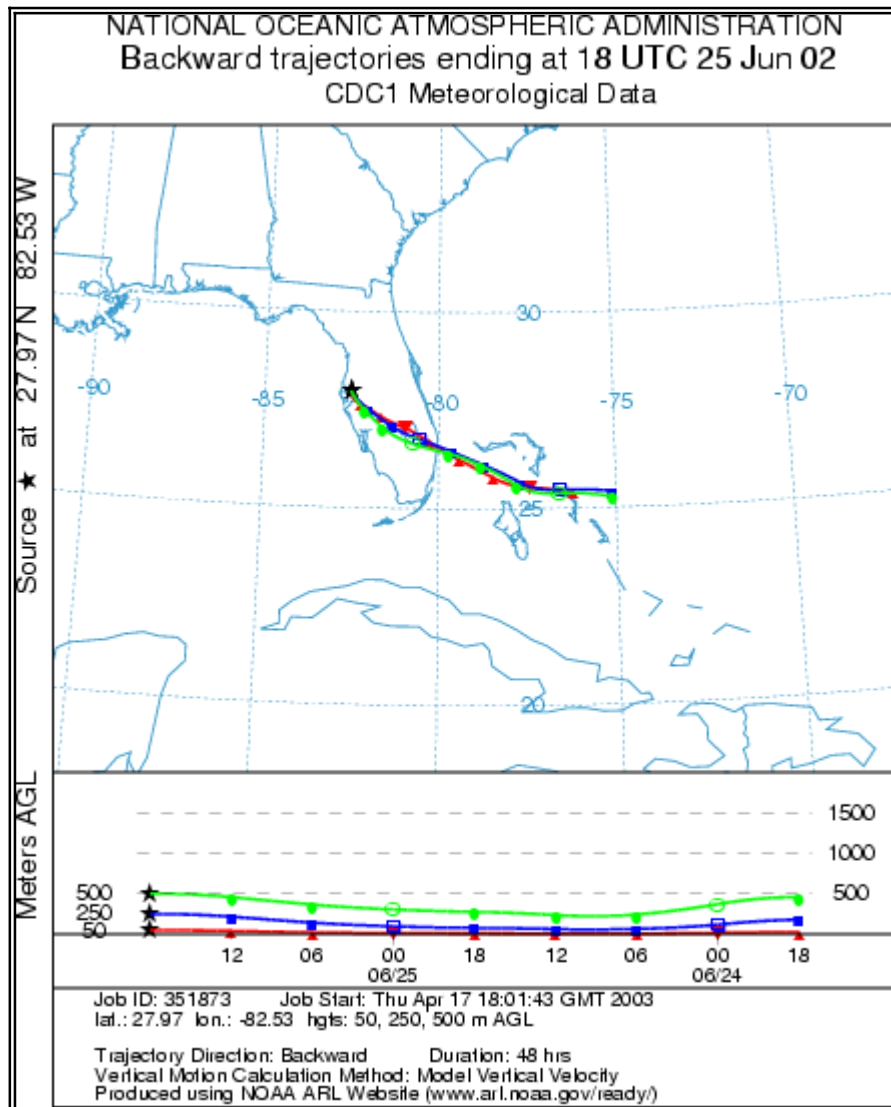 NATIONAL OCEANIC ATMOSPHERIC ADMINISTRATION
Backward trajectories ending at 18 UTC 25 Jun 02
CDC1 Meteorological Data
Source ★ at 27.97 N 82.53 W
30
-90
-85
-80
-75
-70
25
20
Meters AGL
1500
1000
500
500
250
50
12 06 00 18 12 06 00 18
06/25 06/24
Job ID: 351873 Job Start: Thu Apr 17 18:01:43 GMT 2003
lat.: 27.97 lon.: -82.53 hgts: 50, 250, 500 m AGL
Trajectory Direction: Backward Duration: 48 hrs
Vertical Motion Calculation Method: Model Vertical Velocity
Produced using NOAA ARL Website (www.arl.noaa.gov/ready/)